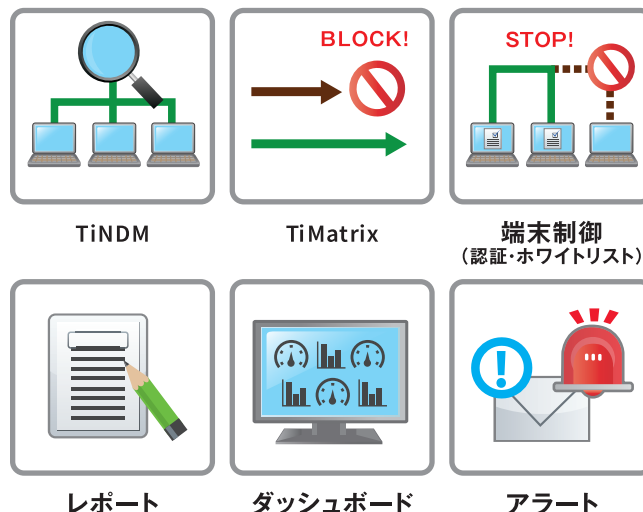 BLOCK!
STOP!
TiNDM
TiMatrix
端末制御
（認証・ホワイトリスト）
レポート
ダッシュボード
アラート